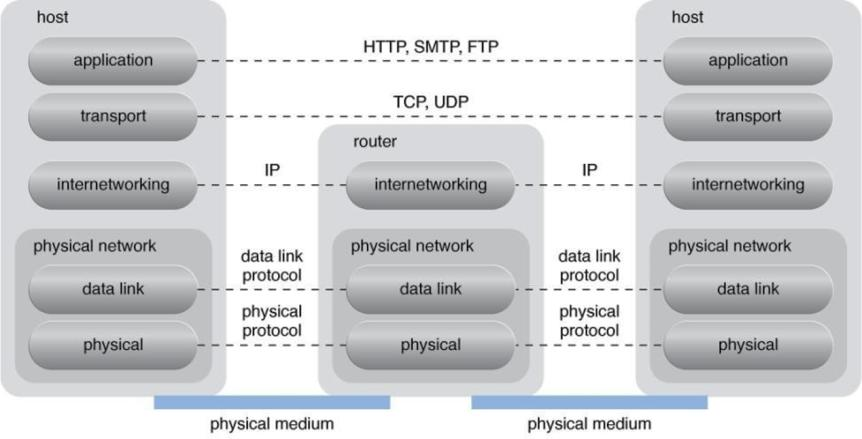 host
host
application
HTTP, SMTP, FTP
application
transport
TCP, UDP
transport
router
internetworking
IP
internetworking
IP
internetworking
physical network
physical network
physical network
data link
data link
protocol
data link
data link
protocol
data link
physical
physical
protocol
physical
physical
protocol
physical
physical medium
physical medium